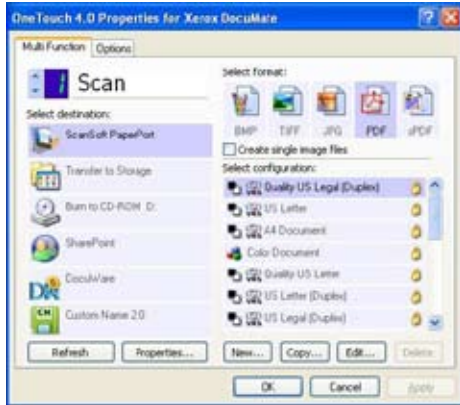 OneTouch 4.0 Properties for Xerox DocuMate
Multi Function
Options
1 Scan
Select destination:
ScanSoft PaperPort
Transfer to Storage
Burn to CD-ROM D:
SharePoint
DocuWare
Custom Name 2.0
Refresh
Properties...
Select format:
BMP TIFF JPG PDF sPDF
Create single image files
Select configuration:
Quality US Legal (Duplex)
US Letter
A4 Document
Color Document
Quality US Letter
US Letter (Duplex)
US Legal (Duplex)
New... Copy... Edit... Delete
OK Cancel Apply